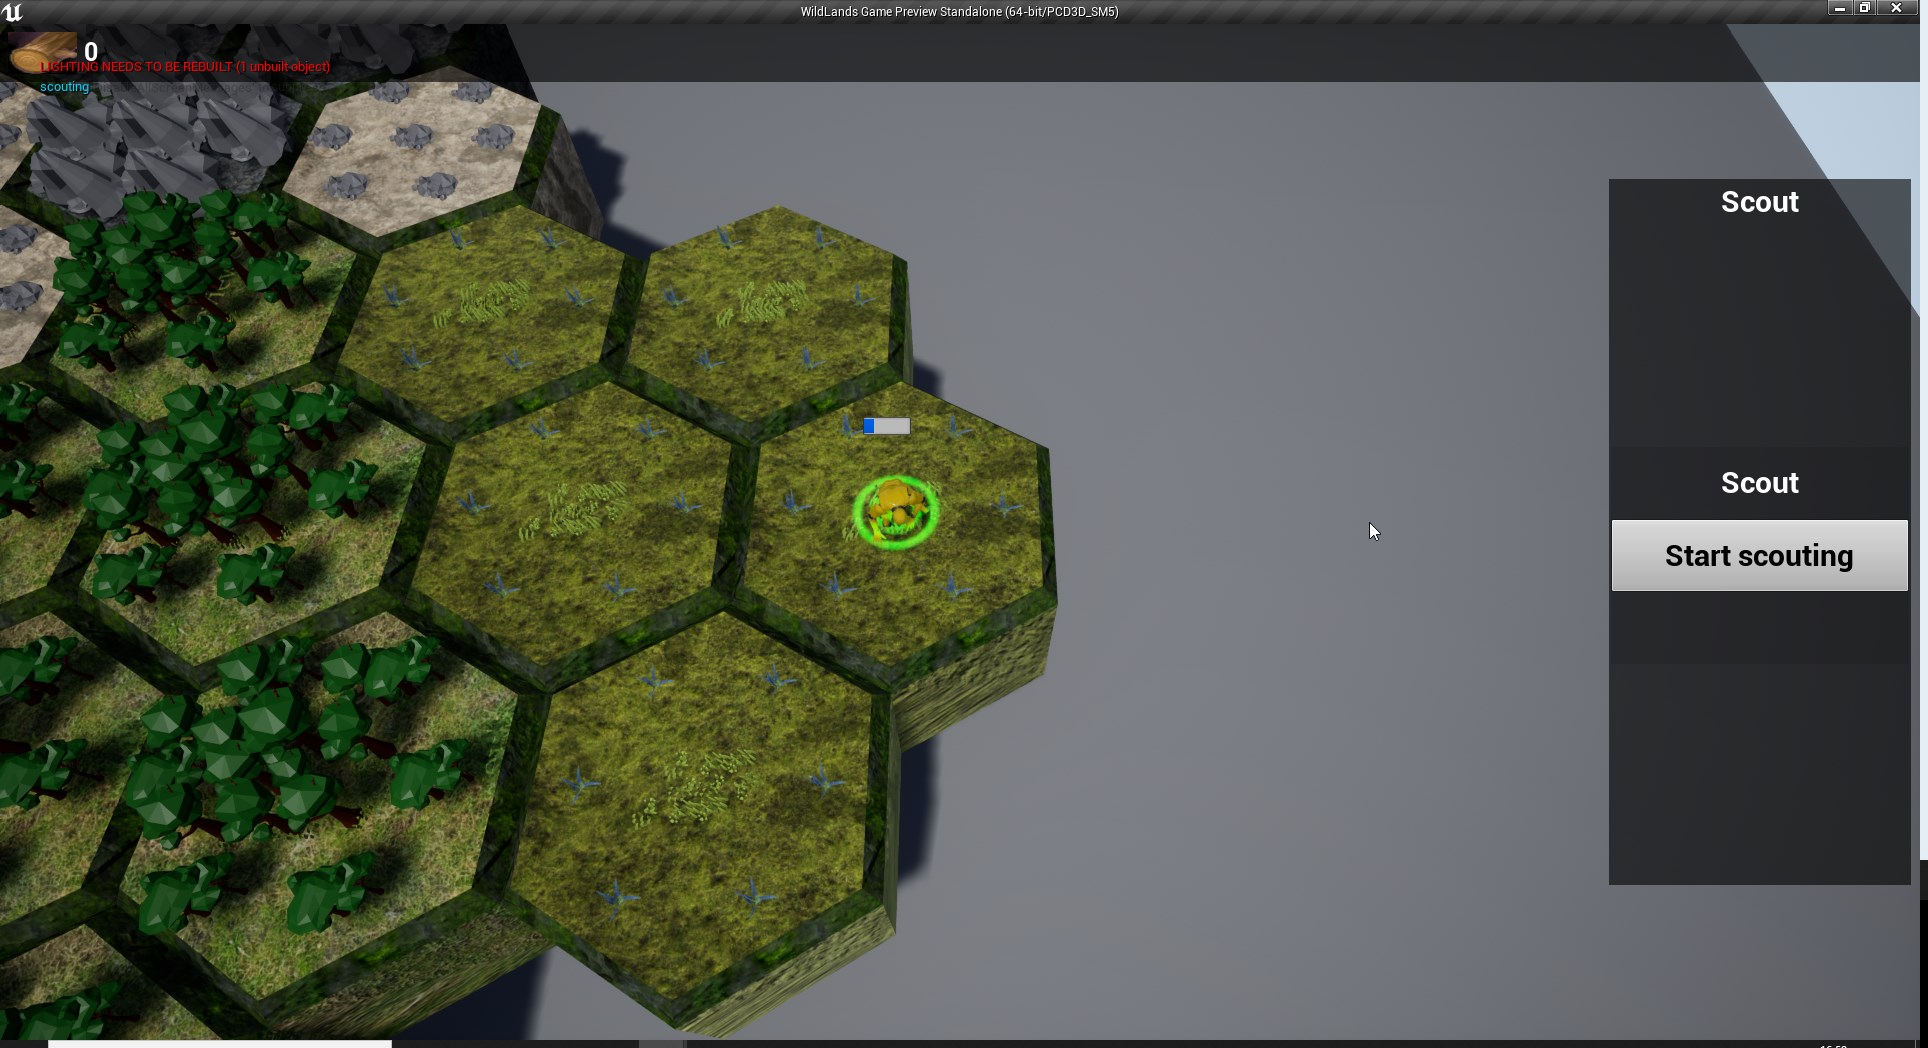 WildLands Game Preview Standalone (64-bit/PCD3D_SM5)
0
LIGHTING NEEDS TO BE REBUILT (1 unbuilt object)
scouting
Scout
Scout
Start scouting